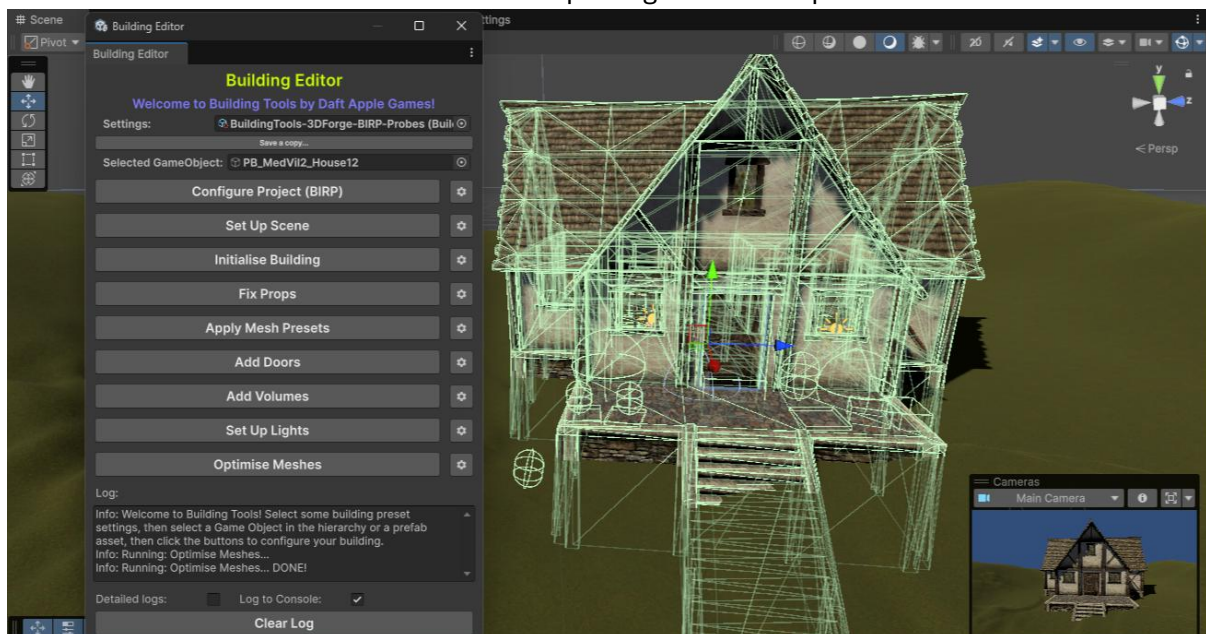 Scene
Building Editor
ttings
Pivot
Building Editor
2D
Building Editor
y
z
Welcome to Building Tools by Daft Apple Games!
Settings: BuildingTools-3DForge-BIRP-Probes (Buil
Save a copy...
Persp
Selected GameObject: PB_MedVil2_House12
Configure Project (BIRP)
Set Up Scene
Initialise Building
Fix Props
Apply Mesh Presets
Add Doors
Add Volumes
Set Up Lights
Optimise Meshes
Log:
Info: Welcome to Building Tools! Select some building preset
settings, then select a Game Object in the hierarchy or a prefab
asset, then click the buttons to configure your building.
Info: Running: Optimise Meshes...
Info: Running: Optimise Meshes... DONE!
Detailed logs: Log to Console:
Clear Log
Cameras
Main Camera